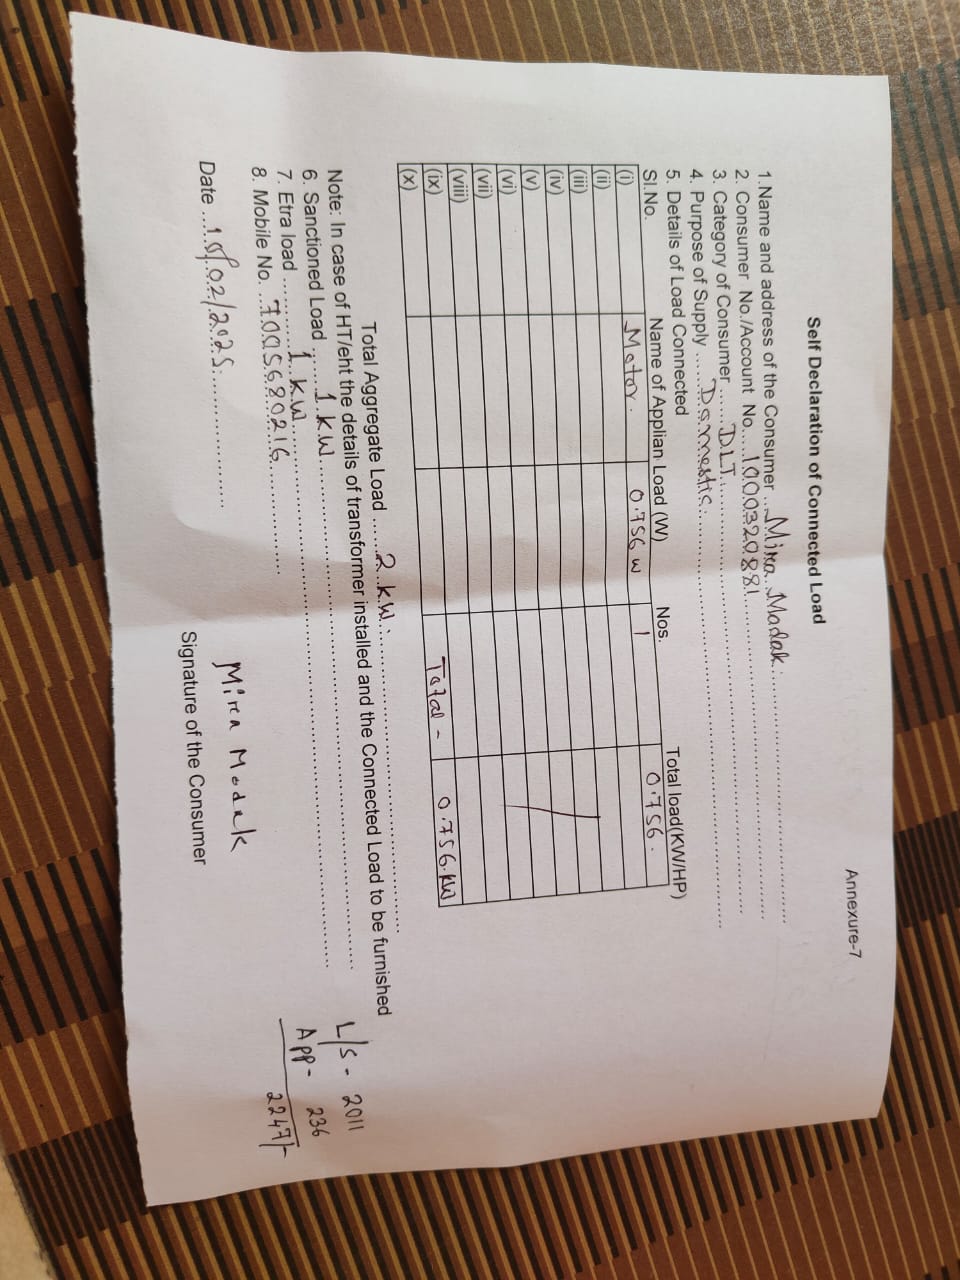 Annexure-7
Self Declaration of Connected Load
1.Name and address of the Consumer ...Mira Modak.
2. Consumer No./Account No....1000320881
3. Category of Consumer......DLT
4. Purpose of Supply ......Domestic.
5. Details of Load Connected
Sl.No. Name of Applian Load (W) Nos. Total load(KW/HP)
(i) Motor. 0.756 W 1 0.756.
(ii)
(iii)
(iv)
(v)
(vi)
(vii)
(viii)
(ix) Total - 0.756.KW
(x)
Total Aggregate Load .....2.kW.
Note: In case of HT/eht the details of transformer installed and the Connected Load to be furnished
6. Sanctioned Load ......1.kW
7. Etra load ..........1.kW
8. Mobile No. ...7005680216
L/S - 2011
App - 236
2247/-
Date ...02/2025
Mira Modak
Signature of the Consumer